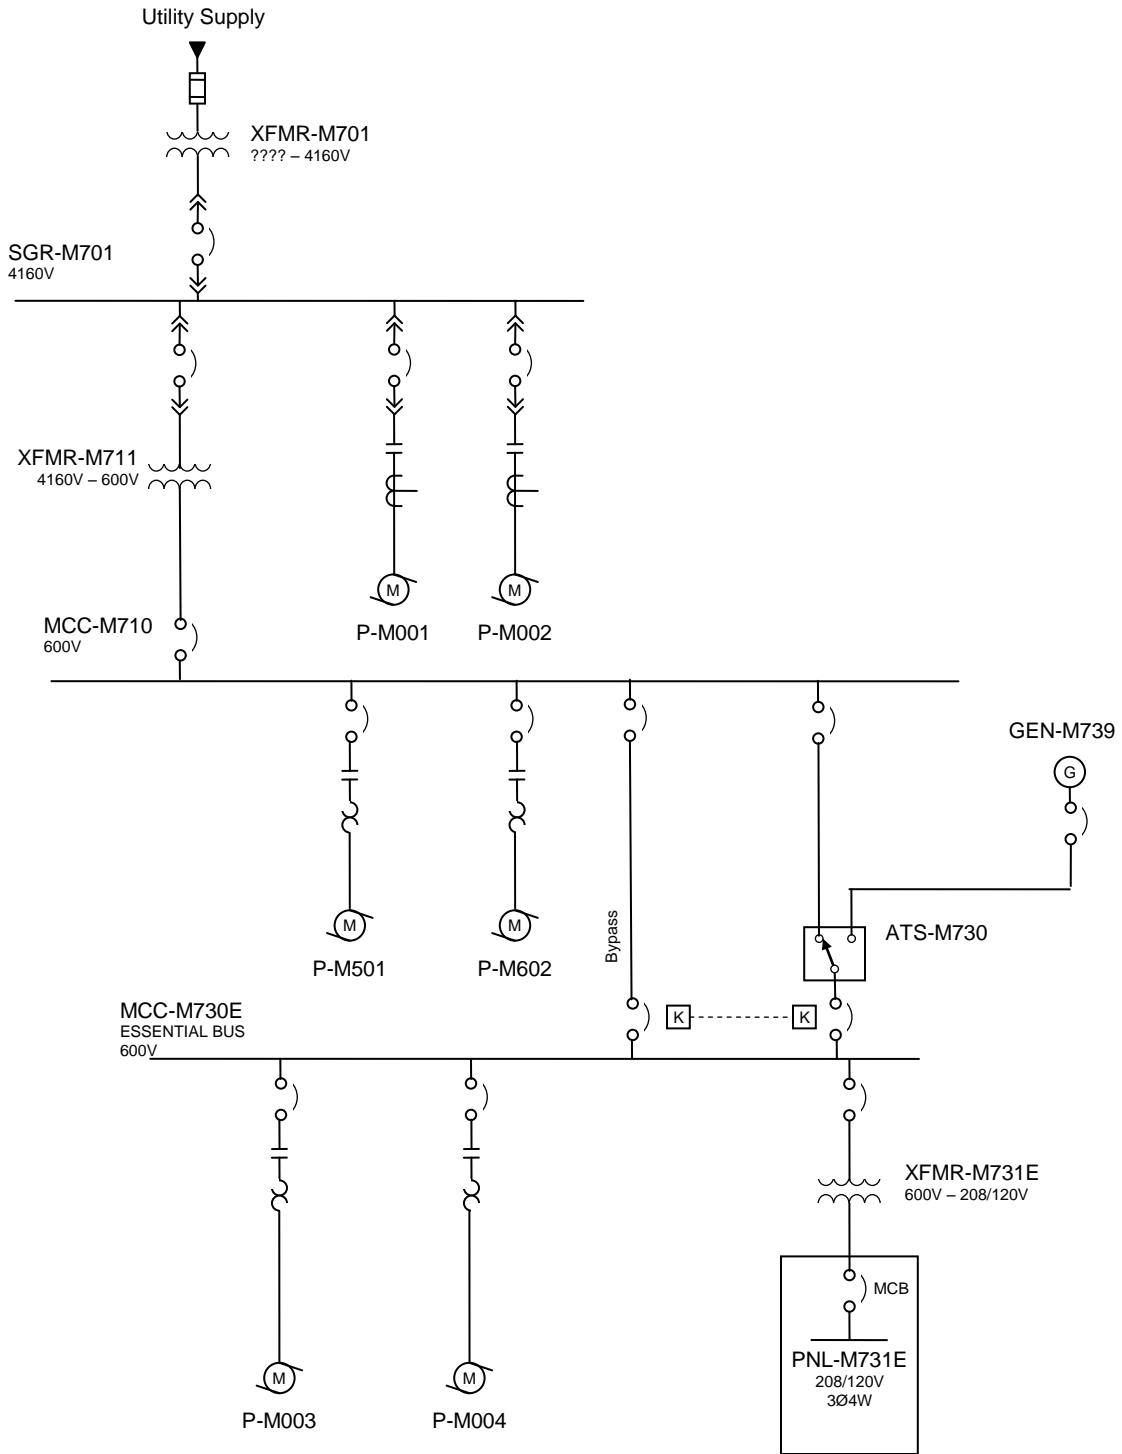 Utility Supply
XFMR-M701
???? – 4160V
SGR-M701
4160V
XFMR-M711
4160V – 600V
M
M
P-M001
P-M002
MCC-M710
600V
GEN-M739
G
Bypass
ATS-M730
M
M
P-M501
P-M602
MCC-M730E
ESSENTIAL BUS
600V
K
K
XFMR-M731E
600V – 208/120V
MCB
PNL-M731E
208/120V
3Ø4W
M
M
P-M003
P-M004